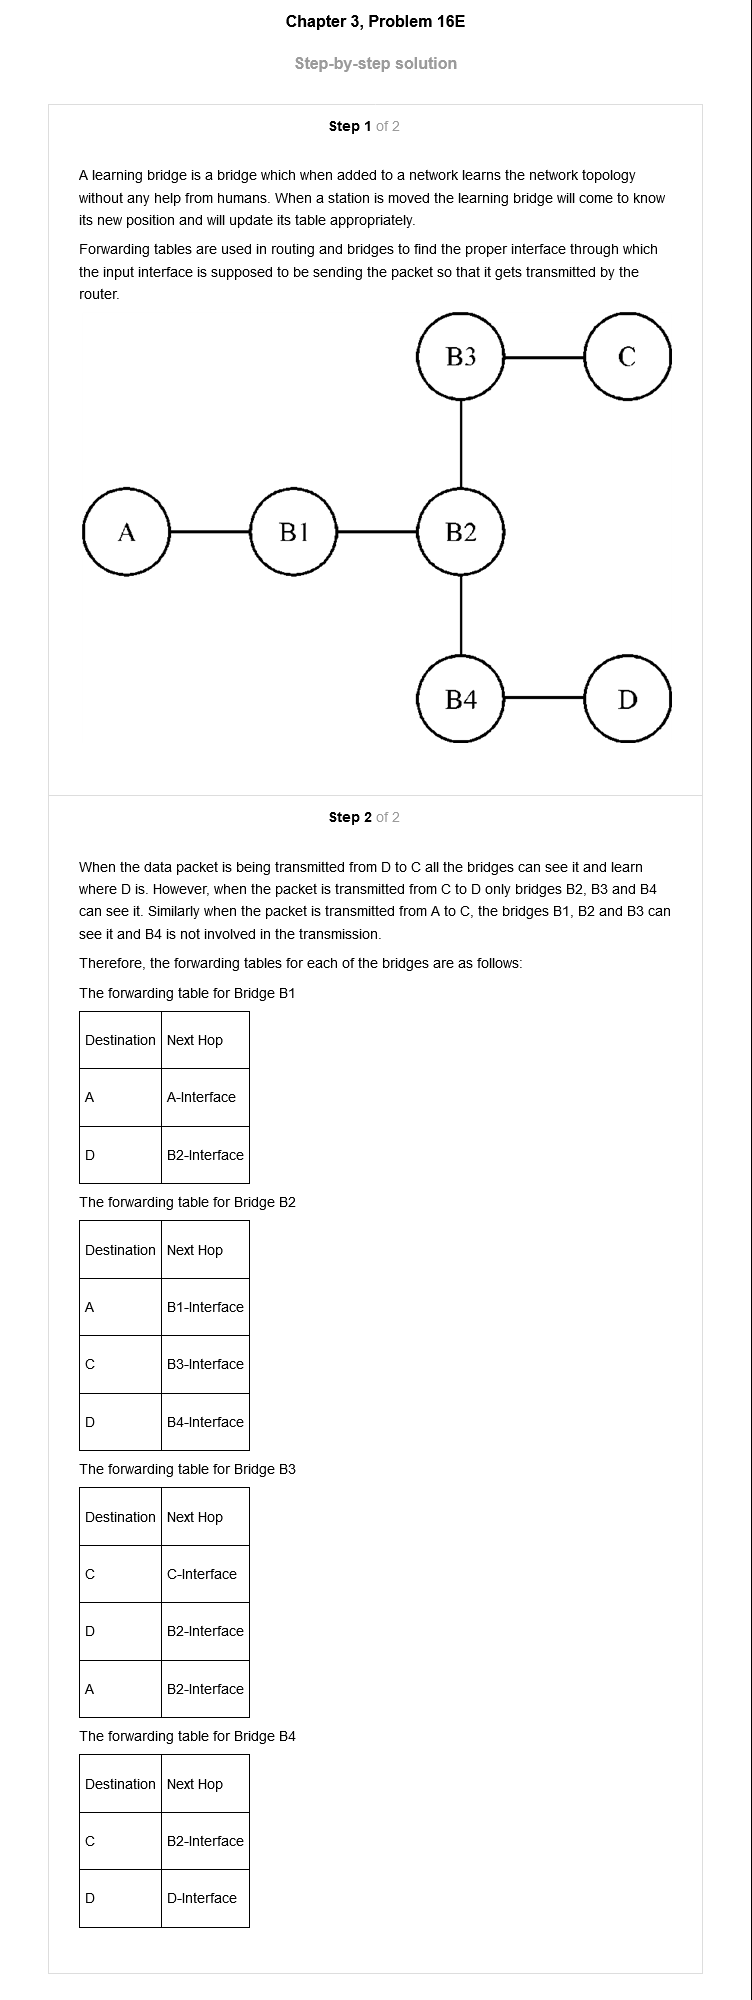 Chapter 3, Problem 16E
Step-by-step solution
Step 1 of 2
A learning bridge is a bridge which when added to a network learns the network topology
without any help from humans. When a station is moved the learning bridge will come to know
its new position and will update its table appropriately.
Forwarding tables are used in routing and bridges to find the proper interface through which
the input interface is supposed to be sending the packet so that it gets transmitted by the
router.
B3 C
A B1 B2
B4 D
Step 2 of 2
When the data packet is being transmitted from D to C all the bridges can see it and learn
where D is. However, when the packet is transmitted from C to D only bridges B2, B3 and B4
can see it. Similarly when the packet is transmitted from A to C, the bridges B1, B2 and B3 can
see it and B4 is not involved in the transmission.
Therefore, the forwarding tables for each of the bridges are as follows:
The forwarding table for Bridge B1
Destination Next Hop
A A-Interface
D B2-Interface
The forwarding table for Bridge B2
Destination Next Hop
A B1-Interface
C B3-Interface
D B4-Interface
The forwarding table for Bridge B3
Destination Next Hop
C C-Interface
D B2-Interface
A B2-Interface
The forwarding table for Bridge B4
Destination Next Hop
C B2-Interface
D D-Interface